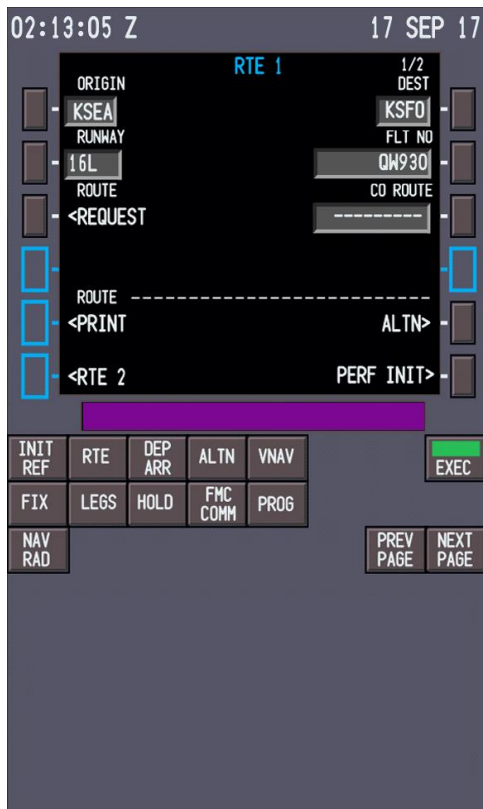 02:13:05 Z 17 SEP 17
RTE 1 1/2
ORIGIN DEST
KSEA KSFO
RUNWAY FLT NO
16L QW930
ROUTE CO ROUTE
<REQUEST ---------
ROUTE ----------------------------
<PRINT ALTN>
<RTE 2 PERF INIT>
INIT REF RTE DEP ARR ALTN VNAV EXEC
FIX LEGS HOLD FMC COMM PROG
NAV RAD PREV PAGE NEXT PAGE